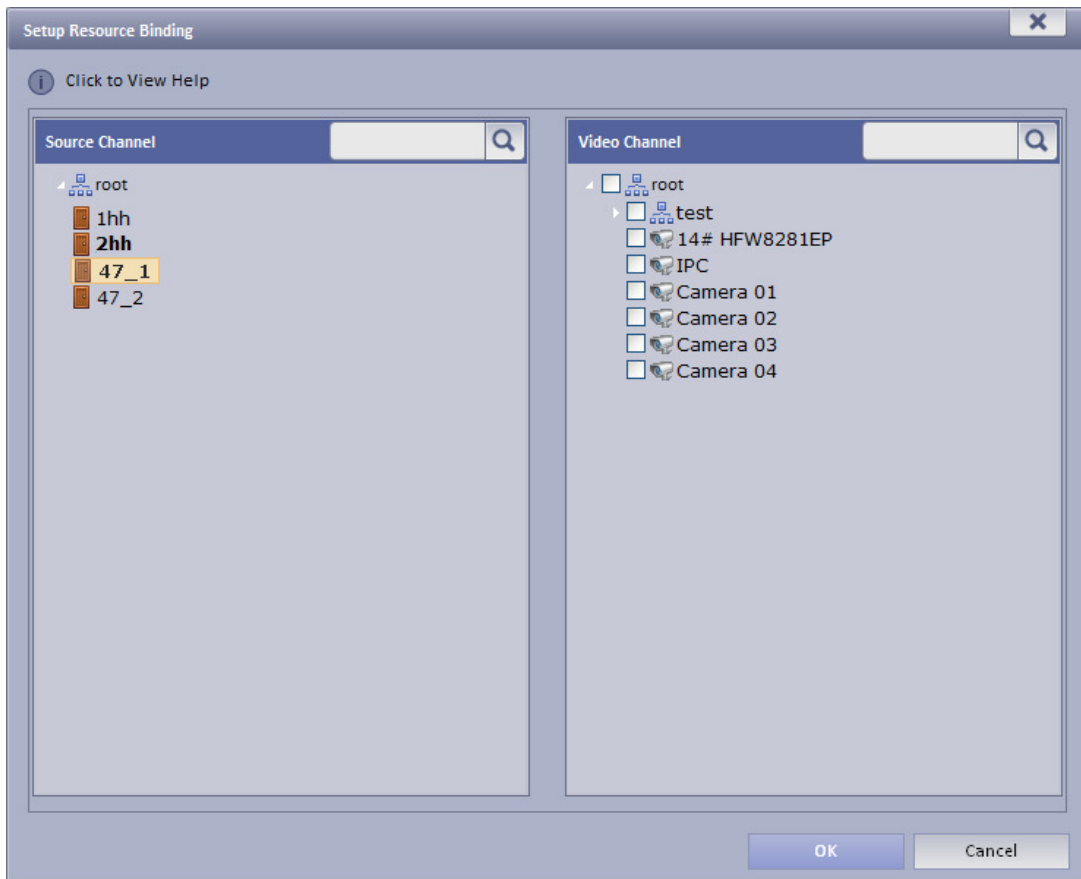 Setup Resource Binding
Click to View Help
Source Channel
root
1hh
2hh
47_1
47_2
Video Channel
root
test
14# HFW8281EP
IPC
Camera 01
Camera 02
Camera 03
Camera 04
OK
Cancel